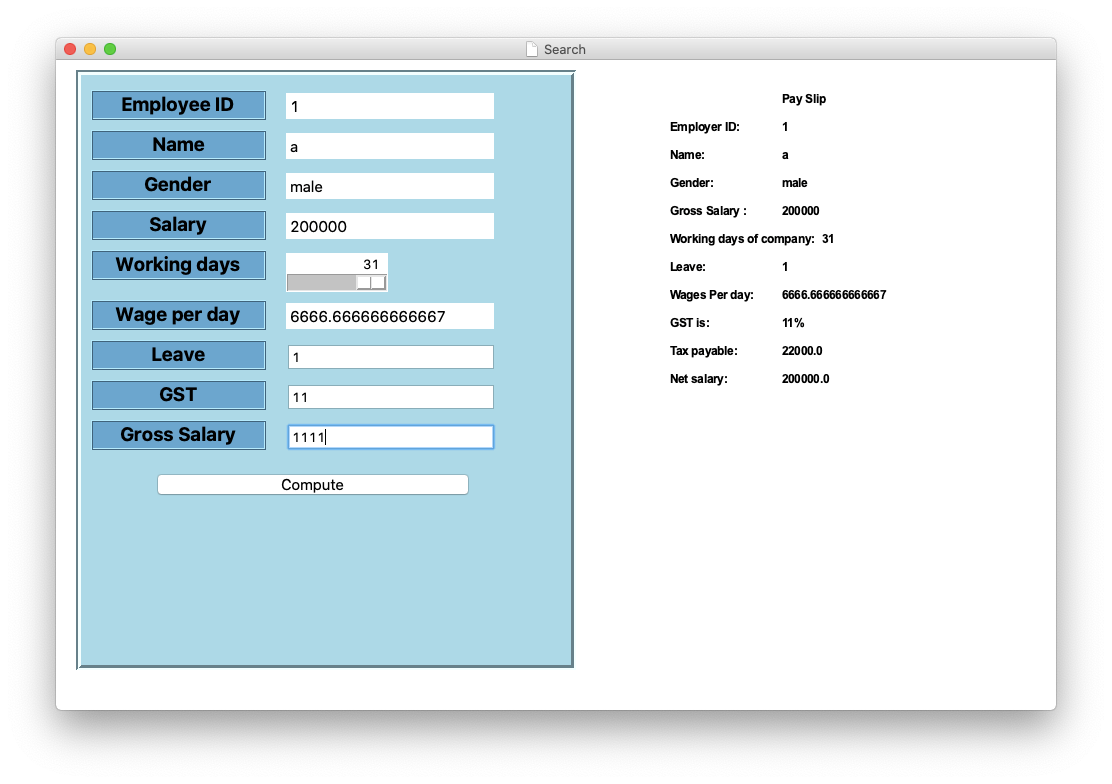 Search
Employee ID 1
Name a
Gender male
Salary 200000
Working days 31
Wage per day 6666.666666666667
Leave 1
GST 11
Gross Salary 1111
Compute
Pay Slip
Employer ID: 1
Name: a
Gender: male
Gross Salary : 200000
Working days of company: 31
Leave: 1
Wages Per day: 6666.666666666667
GST is: 11%
Tax payable: 22000.0
Net salary: 200000.0